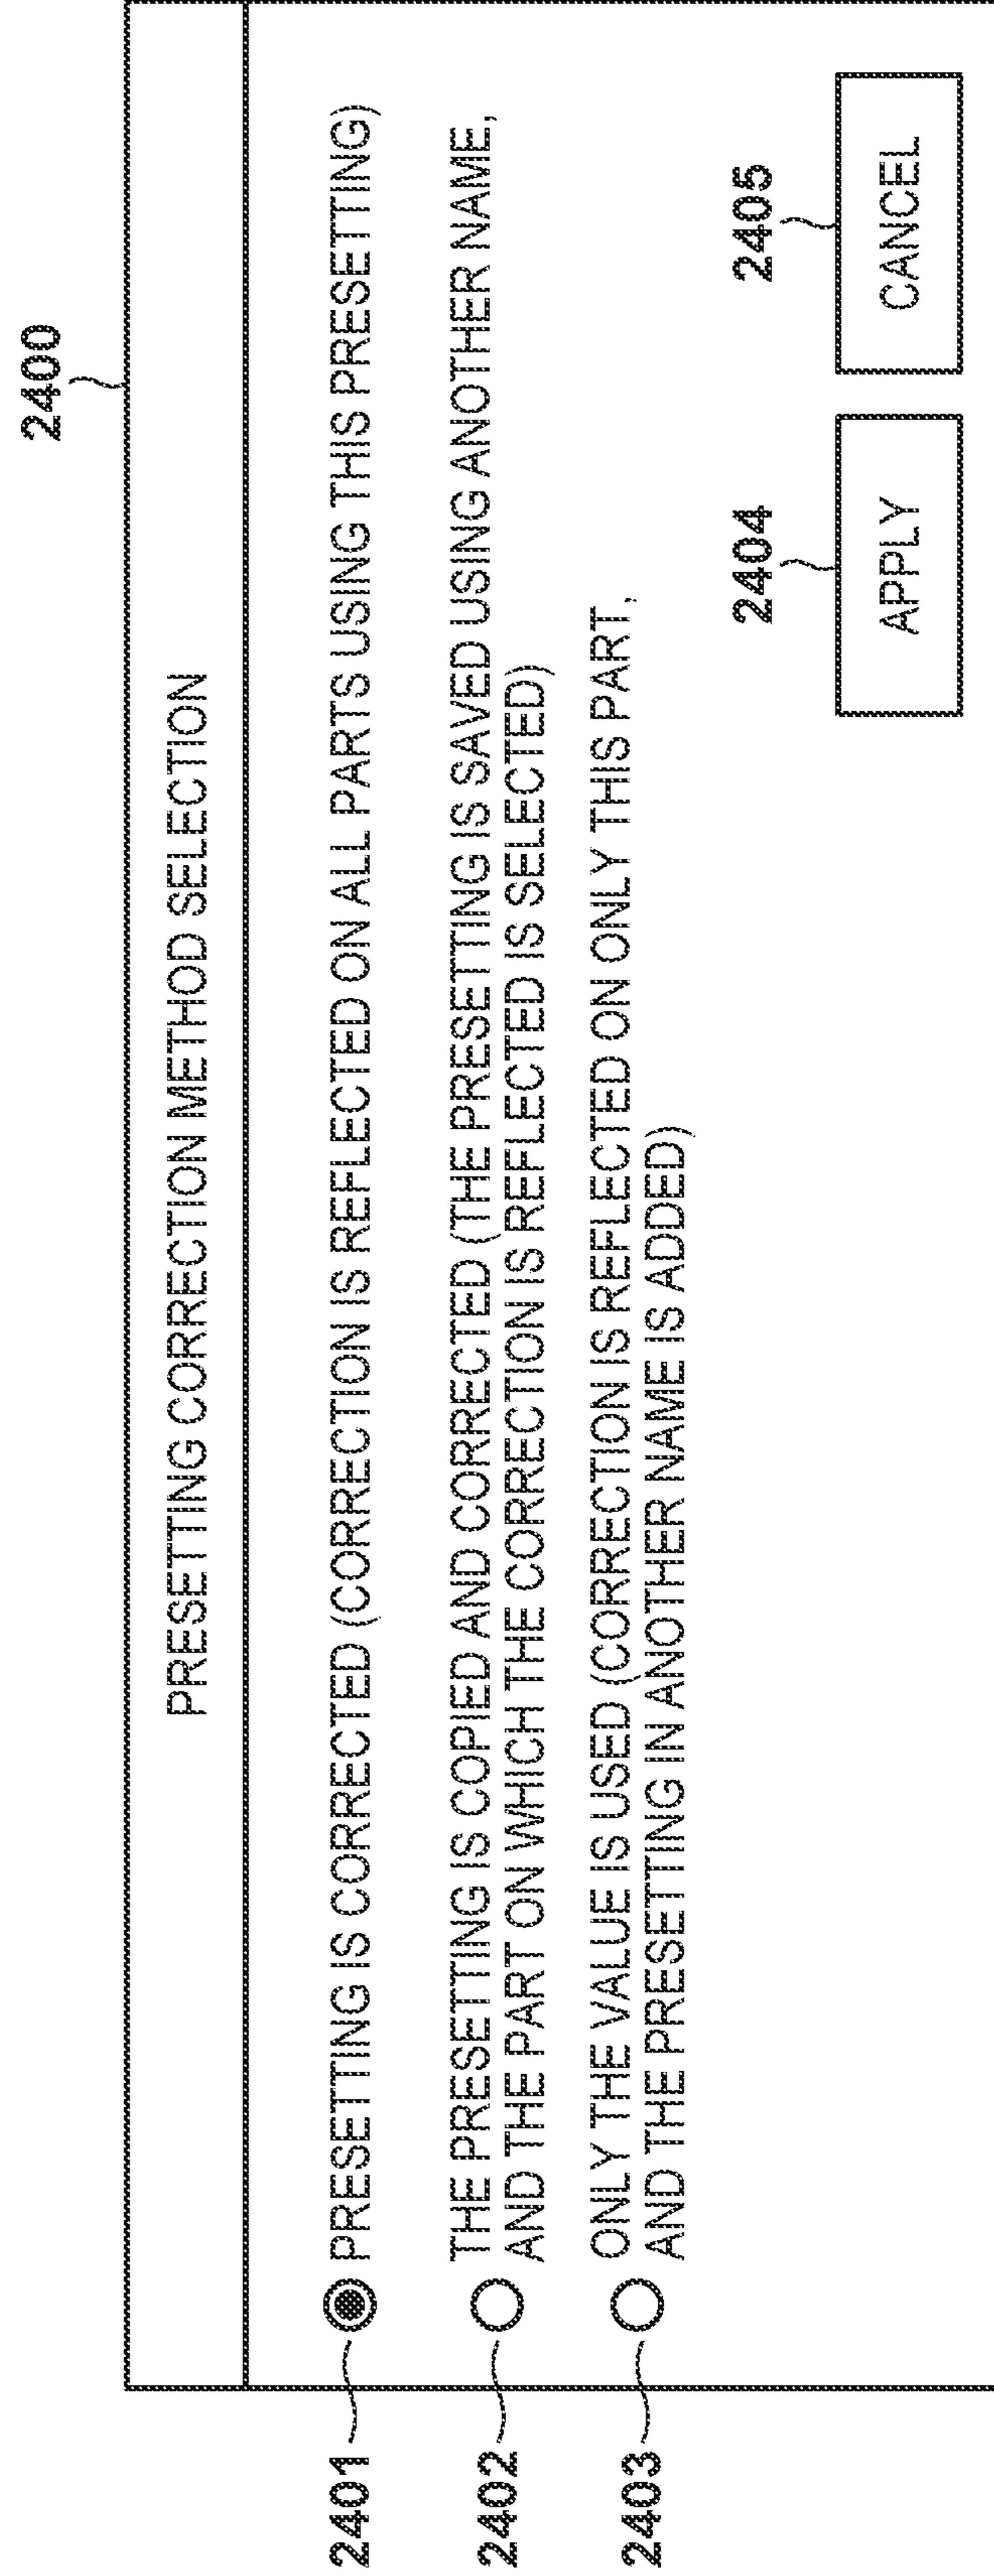 2400
PRESETTING CORRECTION METHOD SELECTION
2401
PRESETTING IS CORRECTED (CORRECTION IS REFLECTED ON ALL PARTS USING THIS PRESETTING)
2402
THE PRESETTING IS COPIED AND CORRECTED (THE PRESETTING IS SAVED USING ANOTHER NAME,
AND THE PART ON WHICH THE CORRECTION IS REFLECTED IS SELECTED)
2403
ONLY THE VALUE IS USED (CORRECTION IS REFLECTED ON ONLY THIS PART,
AND THE PRESETTING IN ANOTHER NAME IS ADDED)
2404
2405
APPLY
CANCEL